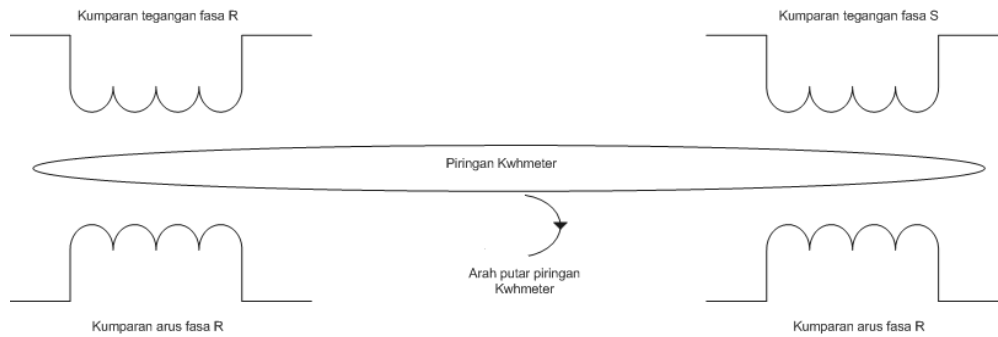 Kumparan tegangan fasa R
Kumparan tegangan fasa S
Piringan Kwhmeter
Arah putar piringan
Kwhmeter
Kumparan arus fasa R
Kumparan arus fasa R